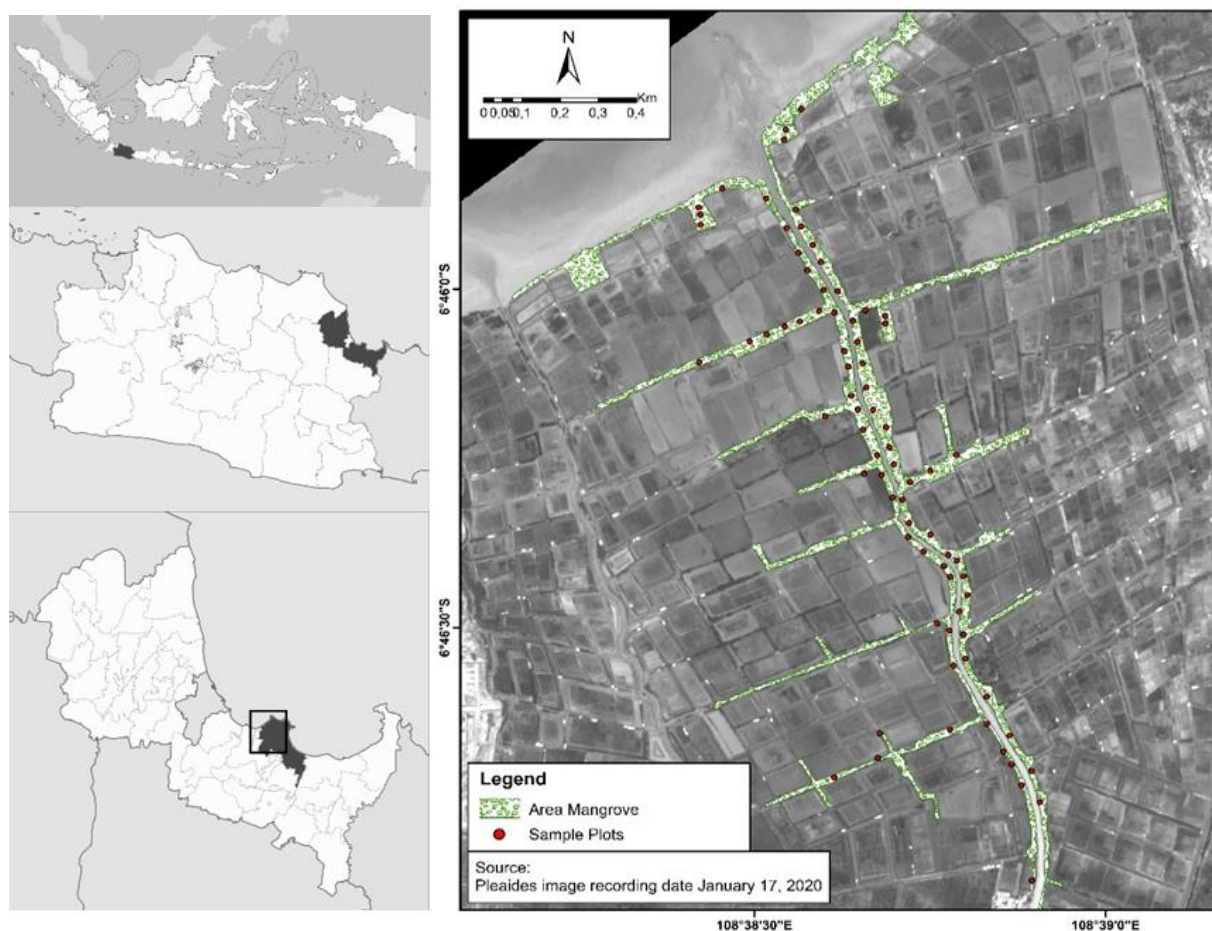 N
Km
0 0,05 0,1 0,2 0,3 0,4
6°46'0"S
6°46'30"S
Legend
Area Mangrove
Sample Plots
Source:
Pleaides image recording date January 17, 2020
108°38'30"E
108°39'0"E